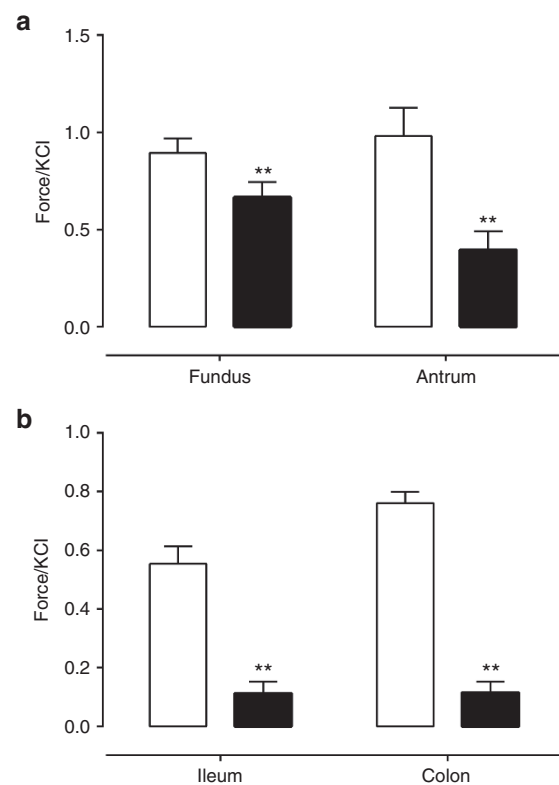 a
1.5
1.0
0.5
0.0
Force/KCl
**
**
Fundus
Antrum
b
1.0
0.8
0.6
0.4
0.2
0.0
Force/KCl
**
**
Ileum
Colon